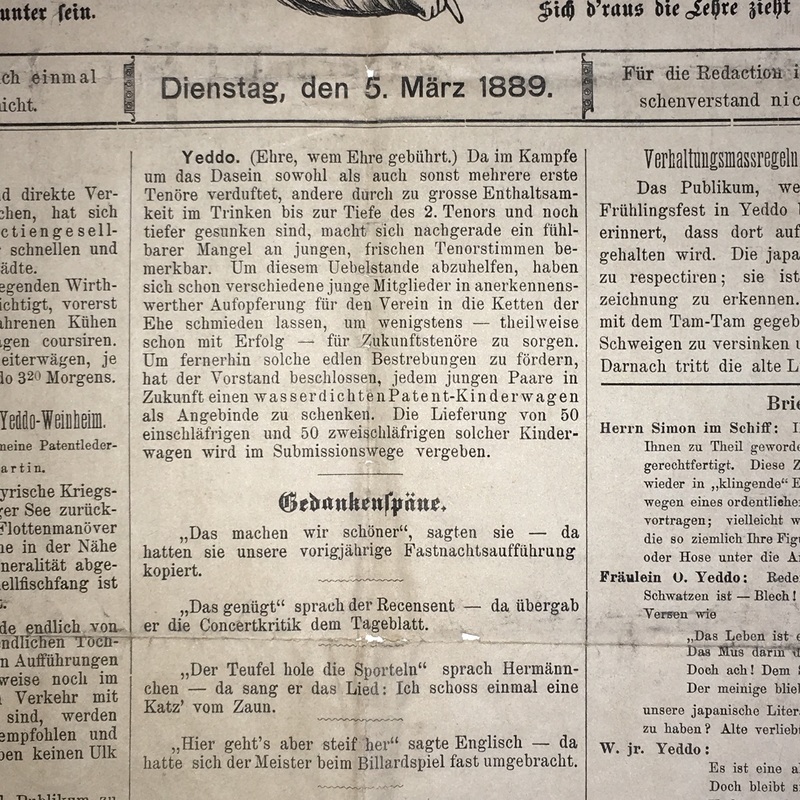 unter sein.
Sich d'raus die Lehre zieht
ch einmal
nicht.
Dienstag, den 5. März 1889.
Für die Redaction i
schenverstand nic
d direkte Ver-
chen, hat sich
ctiengesell-
schnellen und
ädte.
egenden Wirth-
ichtigt, vorerst
ahrenen Kühen
agen coursiren.
eiterwägen, je
do 3²⁰ Morgens.
Yeddo-Weinheim.
meine Patentleder-
artin.
yrische Kriegs-
ger See zurück-
Flottenmanöver
ne in der Nähe
neralität abge-
ellfischfang ist
de endlich von
ndlichen Töch-
n Aufführungen
weise noch im
Verkehr mit
sind, werden
empfohlen und
ben keinen Ulk
Publikum zu
Yeddo. (Ehre, wem Ehre gebührt.) Da im Kampfe
um das Dasein sowohl als auch sonst mehrere erste
Tenöre verduftet, andere durch zu grosse Enthaltsam-
keit im Trinken bis zur Tiefe des 2. Tenors und noch
tiefer gesunken sind, macht sich nachgerade ein fühl-
barer Mangel an jungen, frischen Tenorstimmen be-
merkbar. Um diesem Uebelstande abzuhelfen, haben
sich schon verschiedene junge Mitglieder in anerkennens-
werther Aufopferung für den Verein in die Ketten der
Ehe schmieden lassen, um wenigstens — theilweise
schon mit Erfolg — für Zukunftstenöre zu sorgen.
Um fernerhin solche edlen Bestrebungen zu fördern,
hat der Vorstand beschlossen, jedem jungen Paare in
Zukunft einen wasserdichten Patent-Kinderwagen
als Angebinde zu schenken. Die Lieferung von 50
einschläfrigen und 50 zweischläfrigen solcher Kinder-
wagen wird im Submissionswege vergeben.
Gedankenspäne.
„Das machen wir schöner“, sagten sie — da
hatten sie unsere vorigjährige Fastnachtsaufführung
kopiert.
„Das genügt“ sprach der Recensent — da übergab
er die Concertkritik dem Tageblatt.
„Der Teufel hole die Sporteln“ sprach Hermänn-
chen — da sang er das Lied: Ich schoss einmal eine
Katz' vom Zaun.
„Hier geht's aber steif her“ sagte Englisch — da
hatte sich der Meister beim Billardspiel fast umgebracht.
Verhaltungsmassregeln
Das Publikum, we
Frühlingsfest in Yeddo
erinnert, dass dort auf
gehalten wird. Die japa
zu respectiren; sie ist
zeichnung zu erkennen.
mit dem Tam-Tam gegeb
Schweigen zu versinken u
Darnach tritt die alte L
Brie
Herrn Simon im Schiff: I
Ihnen zu Theil geworde
gerechtfertigt. Diese Z
wieder in „klingende“ E
wegen eines ordentlichen
vortragen; vielleicht w
die so ziemlich Ihre Figu
oder Hose unter die A
Fräulein O. Yeddo: Rede
Schwatzen ist — Blech!
Versen wie
„Das Leben ist e
Das Mus darin d
Doch ach! Dem
Der meinige blieb
unsere japanische Liter
zu haben? Alte verliebt
W. jr. Yeddo:
Es ist eine a
Doch bleibt s